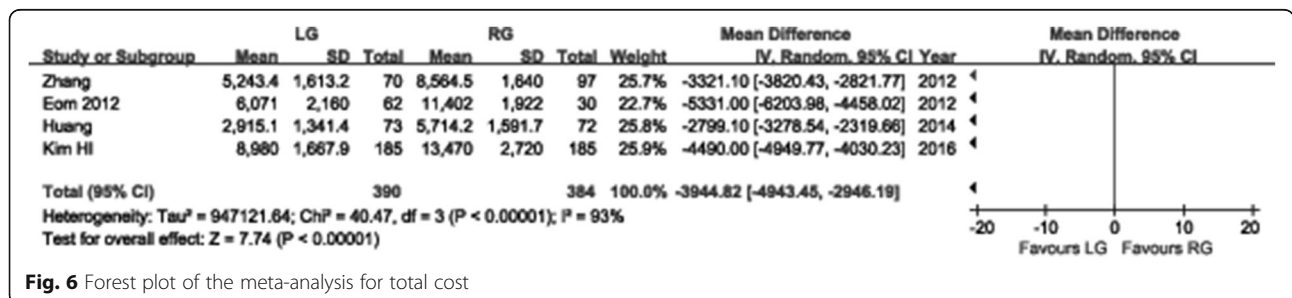 LG RG Mean Difference Mean Difference
Study or Subgroup Mean SD Total Mean SD Total Weight IV. Random. 95% CI Year IV. Random. 95% CI
Zhang 5,243.4 1,613.2 70 8,564.5 1,640 97 25.7% -3321.10 [-3820.43, -2821.77] 2012
Eom 2012 6,071 2,160 62 11,402 1,922 30 22.7% -5331.00 [-6203.98, -4458.02] 2012
Huang 2,915.1 1,341.4 73 5,714.2 1,591.7 72 25.8% -2799.10 [-3278.54, -2319.66] 2014
Kim HI 8,980 1,667.9 185 13,470 2,720 185 25.9% -4490.00 [-4949.77, -4030.23] 2016
Total (95% CI) 390 384 100.0% -3944.82 [-4943.45, -2946.19]
Heterogeneity: Tau² = 947121.64; Chi² = 40.47, df = 3 (P < 0.00001); I² = 93%
Test for overall effect: Z = 7.74 (P < 0.00001)
-20 -10 0 10 20
Favours LG Favours RG
Fig. 6 Forest plot of the meta-analysis for total cost